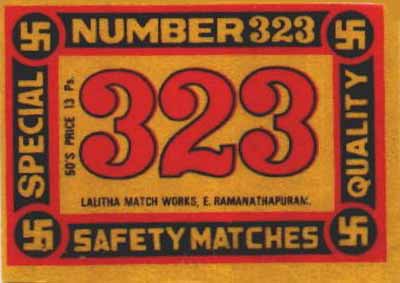 NUMBER 323
SPECIAL
50'S PRICE 13 Ps.
323
QUALITY
LALITHA MATCH WORKS, E. RAMANATHAPURAM.
SAFETY MATCHES